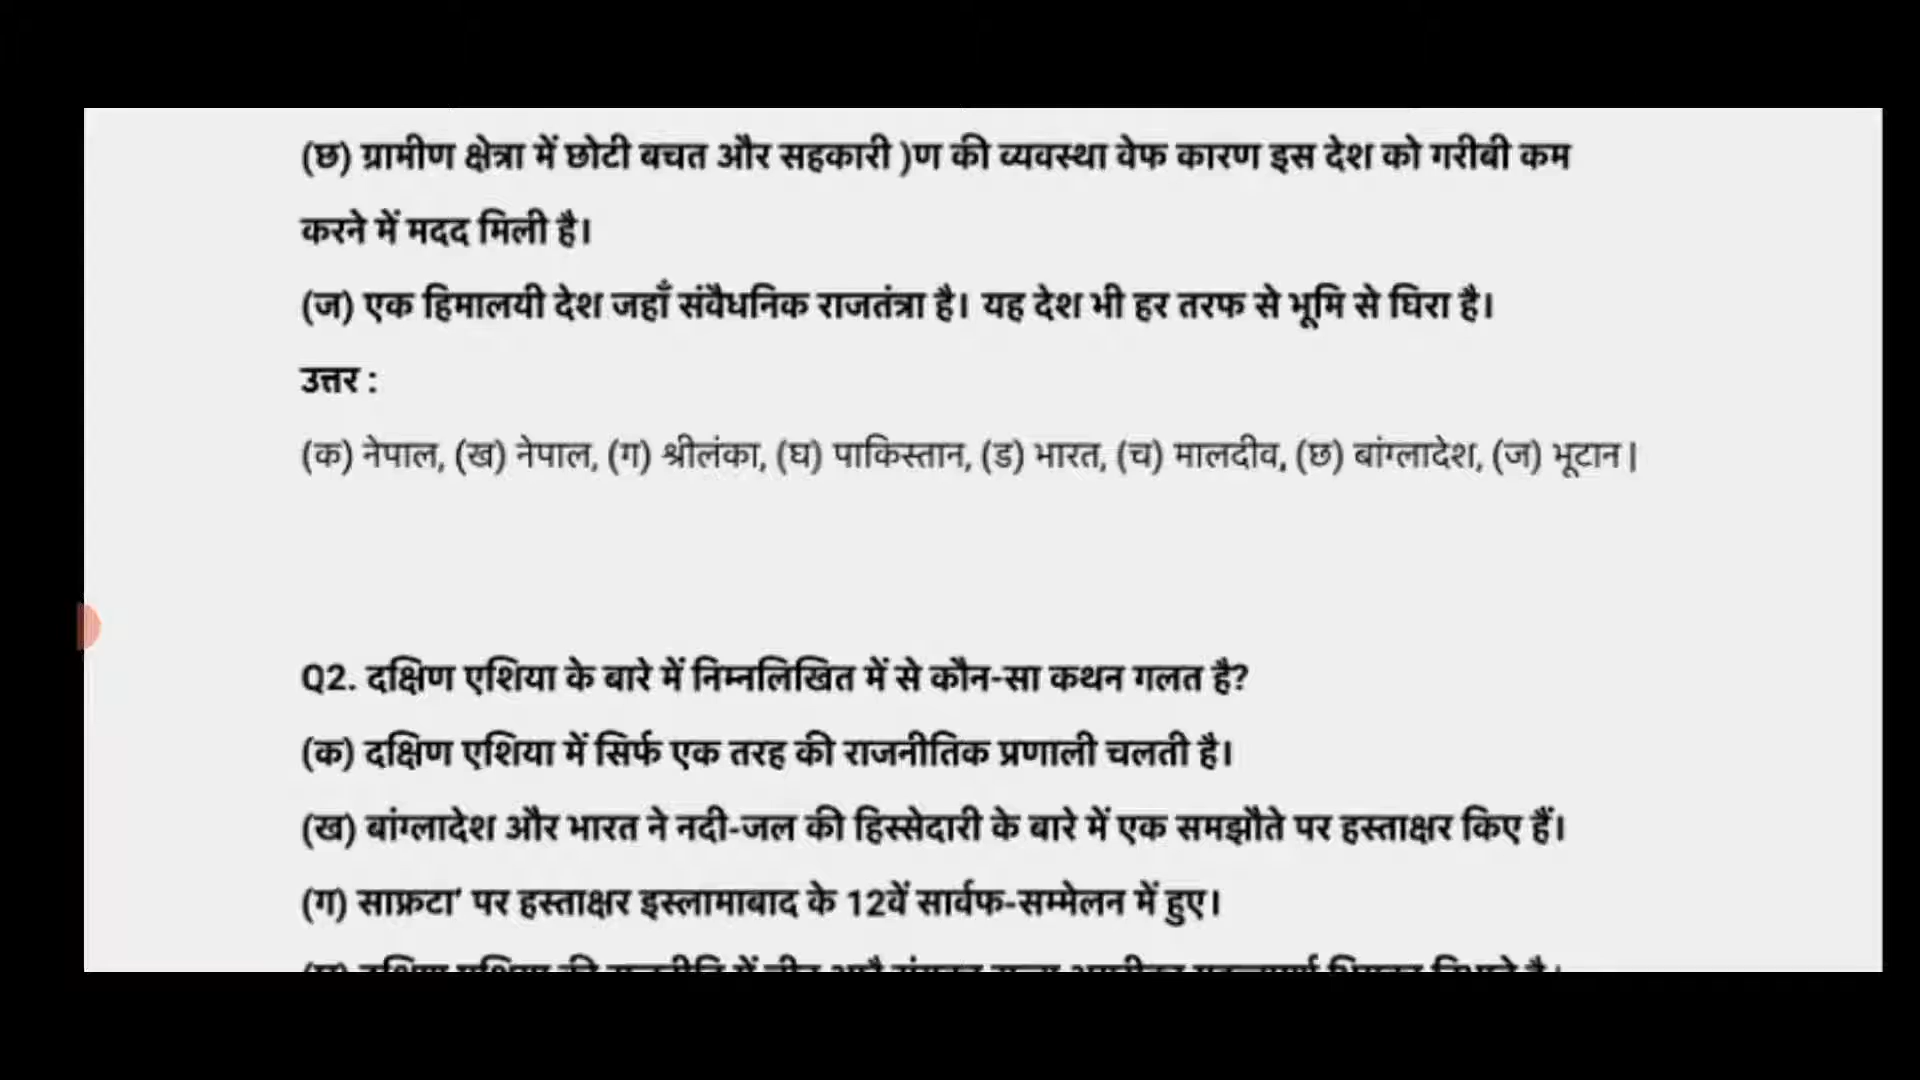 (छ) ग्रामीण क्षेत्रा में छोटी बचत और सहकारी )ण की व्यवस्था वेफ कारण इस देश को गरीबी कम
करने में मदद मिली है।
(ज) एक हिमालयी देश जहाँ संवैधनिक राजतंत्रा है। यह देश भी हर तरफ से भूमि से घिरा है।
उत्तर :
(क) नेपाल, (ख) नेपाल, (ग) श्रीलंका, (घ) पाकिस्तान, (ड) भारत, (च) मालदीव, (छ) बांग्लादेश, (ज) भूटान |
Q2. दक्षिण एशिया के बारे में निम्नलिखित में से कौन-सा कथन गलत है?
(क) दक्षिण एशिया में सिर्फ एक तरह की राजनीतिक प्रणाली चलती है।
(ख) बांग्लादेश और भारत ने नदी-जल की हिस्सेदारी के बारे में एक समझौते पर हस्ताक्षर किए हैं।
(ग) साफ्रटा’ पर हस्ताक्षर इस्लामाबाद के 12वें सार्वफ-सम्मेलन में हुए।